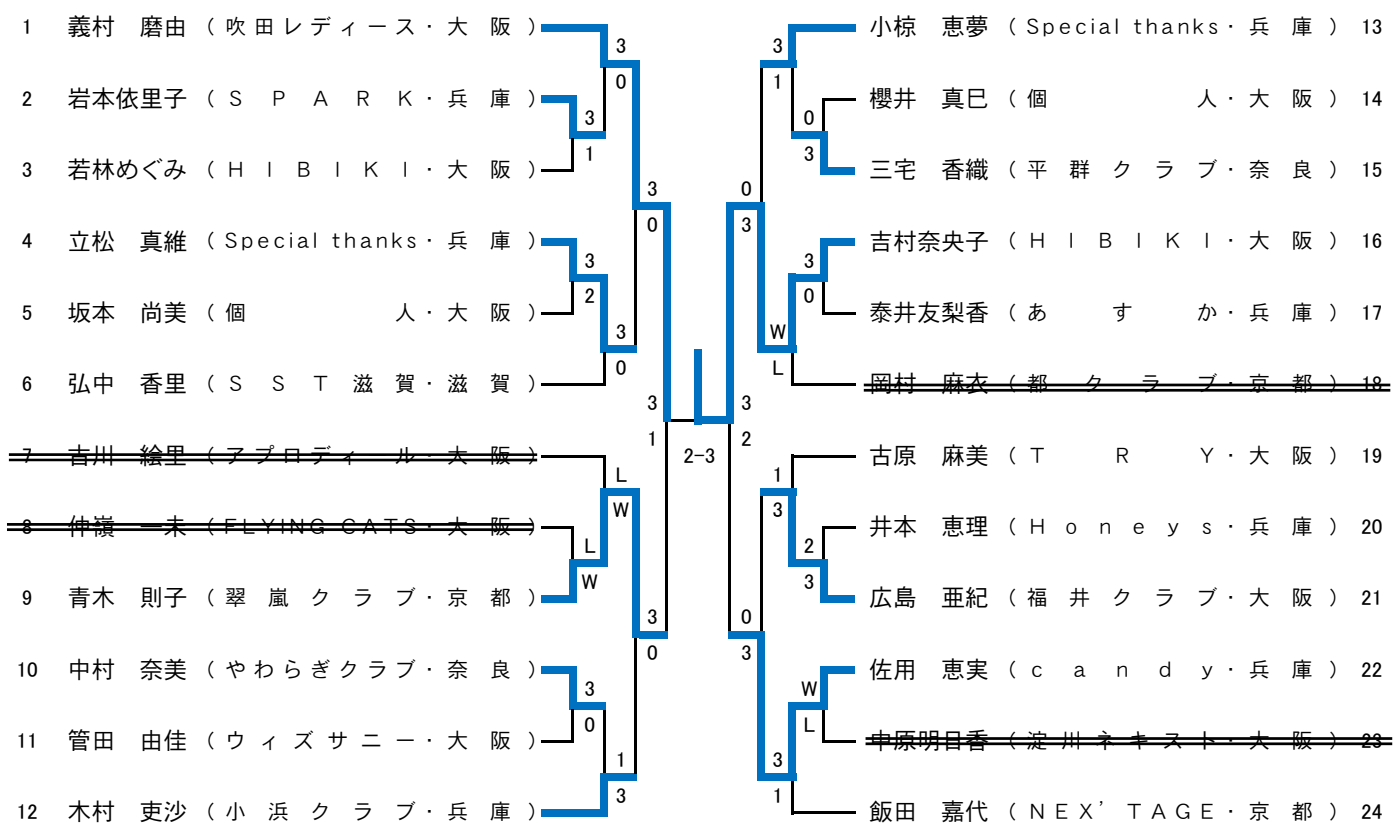 1 義村 磨由 (吹田レディース・大 阪)
3
0
2 岩本依里子 (S P A R K・兵 庫)
3
1
3 若林めぐみ (H I B I K I・大 阪)
3
0
4 立松 真維 (Special thanks・兵 庫)
3
2
5 坂本 尚美 (個 人・大 阪)
3
0
6 弘中 香里 (S S T 滋 賀・滋 賀)
3
1
7 古川 絵里 (アプロディール・大 阪)
L
W
8 仲嶺 一未 (FLYING CATS・大 阪)
L
W
9 青木 則子 (翠 嵐 ク ラ ブ・京 都)
3
0
10 中村 奈美 (やわらぎクラブ・奈 良)
3
0
11 管田 由佳 (ウ ィ ズ サ ニ ー・大 阪)
1
3
12 木村 吏沙 (小 浜 ク ラ ブ・兵 庫)
2-3
小椋 恵夢 (Special thanks・兵 庫) 13
3
1
櫻井 真巳 (個 人・大 阪) 14
0
3
三宅 香織 (平 群 ク ラ ブ・奈 良) 15
0
3
吉村奈央子 (H I B I K I・大 阪) 16
3
0
泰井友梨香 (あ す か・兵 庫) 17
W
L
岡村 麻衣 (都 ク ラ ブ・京 都) 18
3
2
古原 麻美 (T R Y・大 阪) 19
1
3
井本 恵理 (H o n e y s・兵 庫) 20
2
3
広島 亜紀 (福 井 ク ラ ブ・大 阪) 21
0
3
佐用 恵実 (c a n d y・兵 庫) 22
W
L
中原明日香 (淀 川 ネ キ ス ト・大 阪) 23
3
1
飯田 嘉代 (NEX’TAGE・京 都) 24